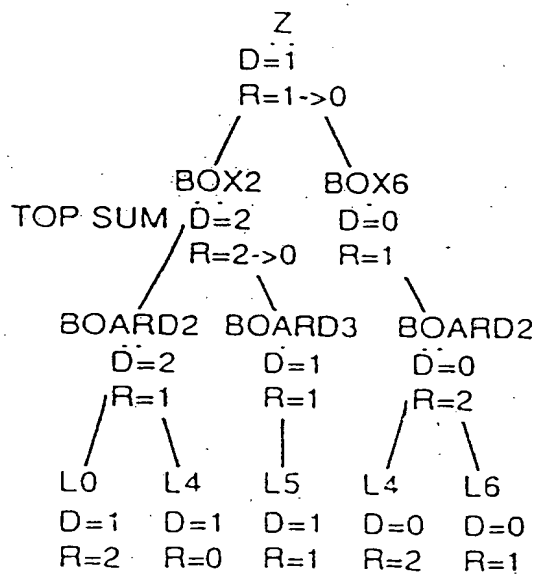 Z
D=1
R=1->0
BOX2 BOX6
TOP SUM D=2 D=0
R=2->0 R=1
BOARD2 BOARD3 BOARD2
D=2 D=1 D=0
R=1 R=1 R=2
L0 L4 L5 L4 L6
D=1 D=1 D=1 D=0 D=0
R=2 R=0 R=1 R=2 R=1